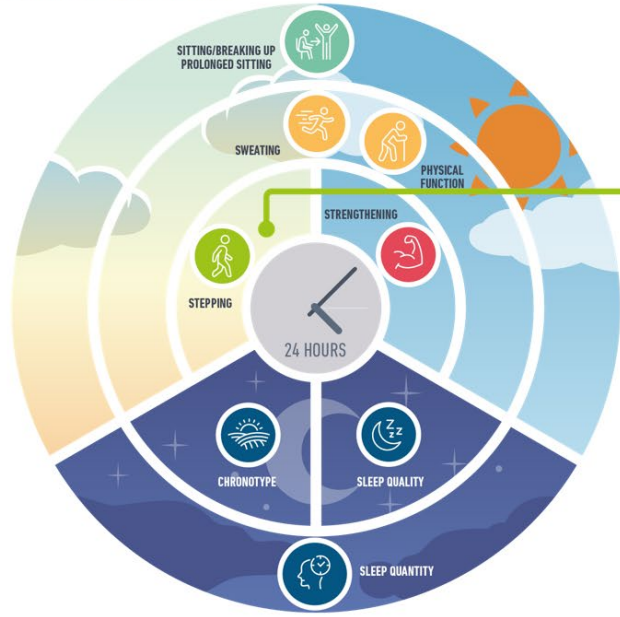 SITTING/BREAKING UP
PROLONGED SITTING
SWEATING
PHYSICAL
FUNCTION
STRENGTHENING
STEPPING
24 HOURS
CHRONOTYPE
SLEEP QUALITY
SLEEP QUANTITY